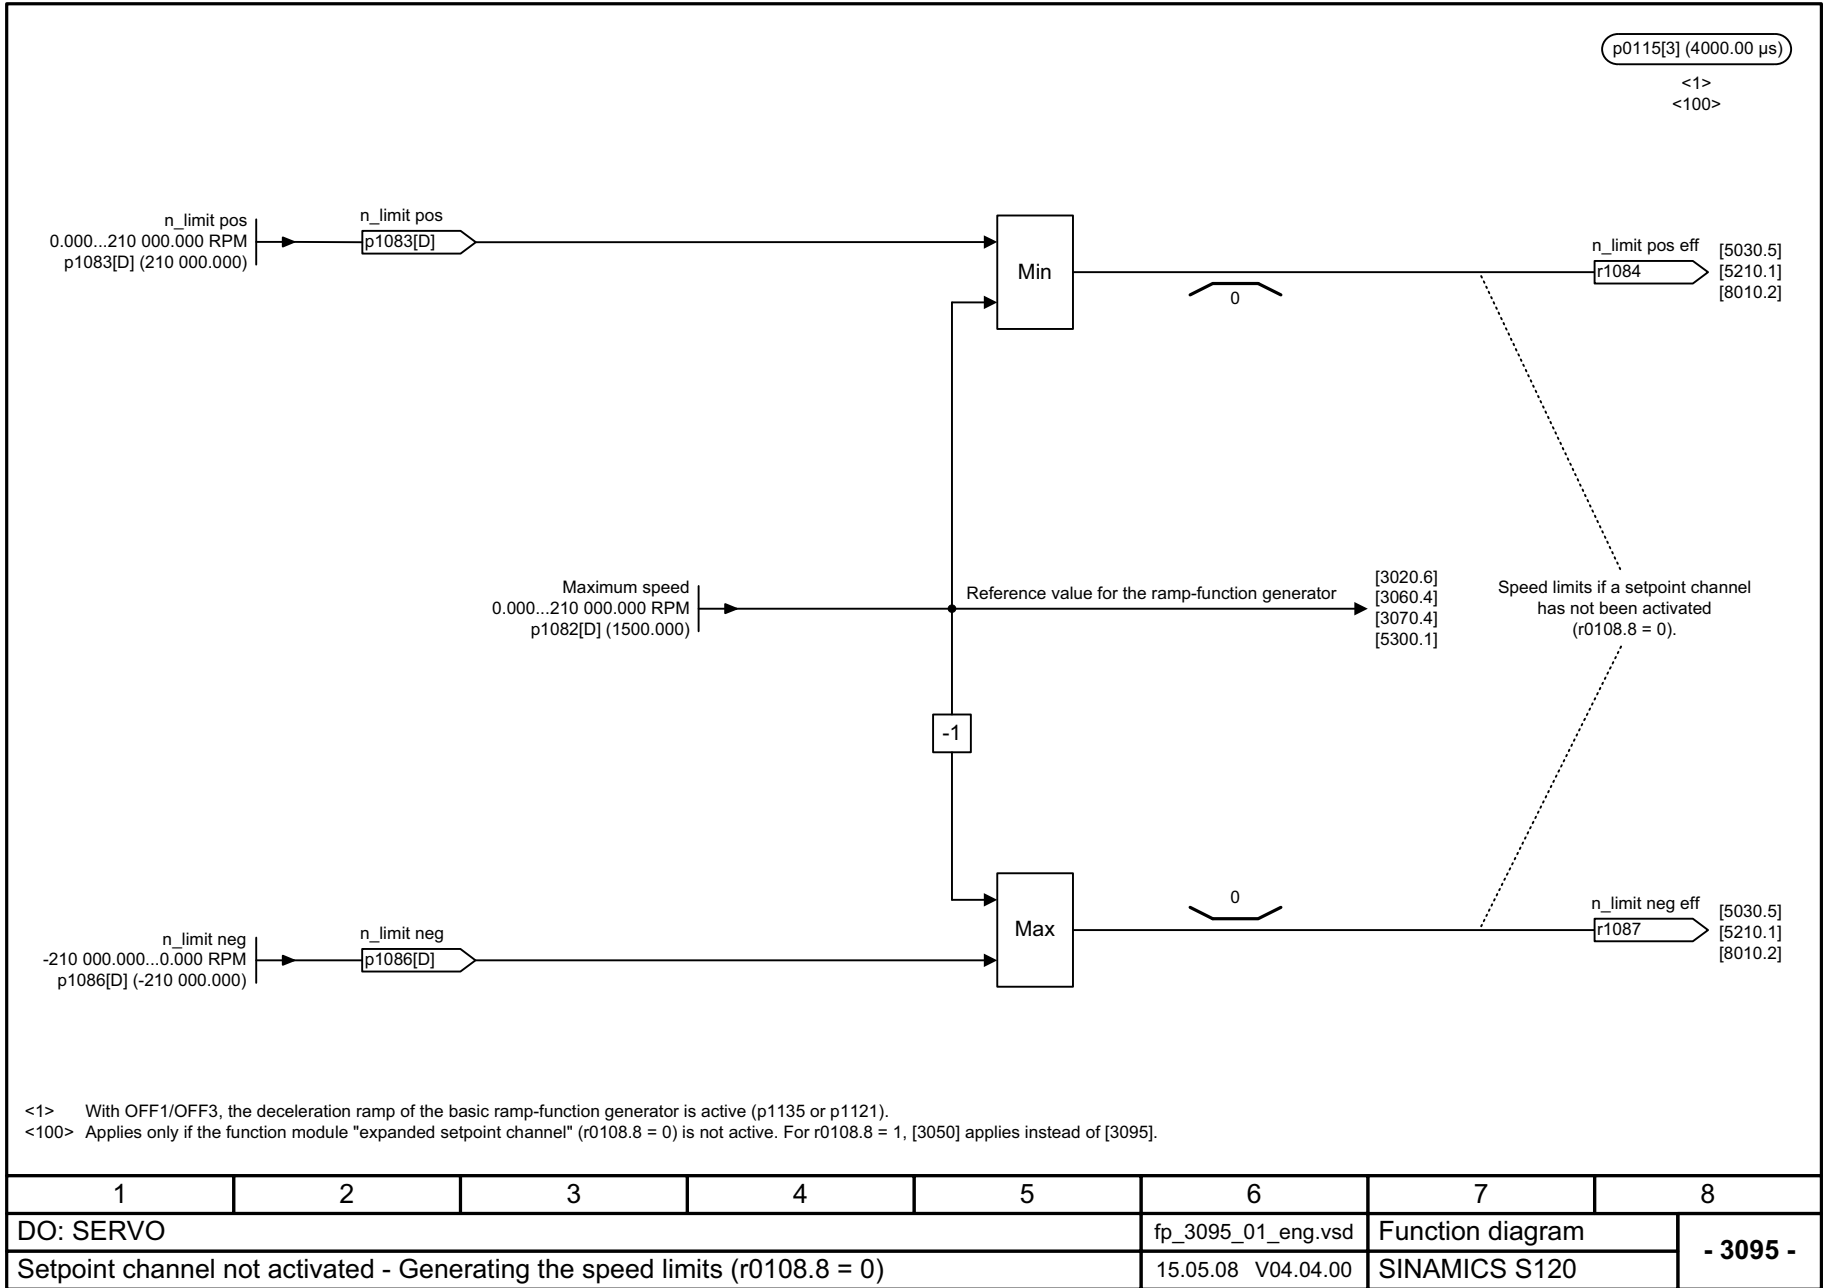 p0115[3] (4000.00 µs)
<1>
<100>
n_limit pos
0.000...210 000.000 RPM
p1083[D] (210 000.000)
n_limit pos
p1083[D]
Min
0
n_limit pos eff
r1084
[5030.5]
[5210.1]
[8010.2]
Maximum speed
0.000...210 000.000 RPM
p1082[D] (1500.000)
Reference value for the ramp-function generator
[3020.6]
[3060.4]
[3070.4]
[5300.1]
Speed limits if a setpoint channel
has not been activated
(r0108.8 = 0).
-1
n_limit neg
-210 000.000...0.000 RPM
p1086[D] (-210 000.000)
n_limit neg
p1086[D]
Max
0
n_limit neg eff
r1087
[5030.5]
[5210.1]
[8010.2]
<1> With OFF1/OFF3, the deceleration ramp of the basic ramp-function generator is active (p1135 or p1121).
<100> Applies only if the function module "expanded setpoint channel" (r0108.8 = 0) is not active. For r0108.8 = 1, [3050] applies instead of [3095].
1 2 3 4 5 6 7 8
DO: SERVO
fp_3095_01_eng.vsd
Function diagram
- 3095 -
Setpoint channel not activated - Generating the speed limits (r0108.8 = 0)
15.05.08 V04.04.00
SINAMICS S120